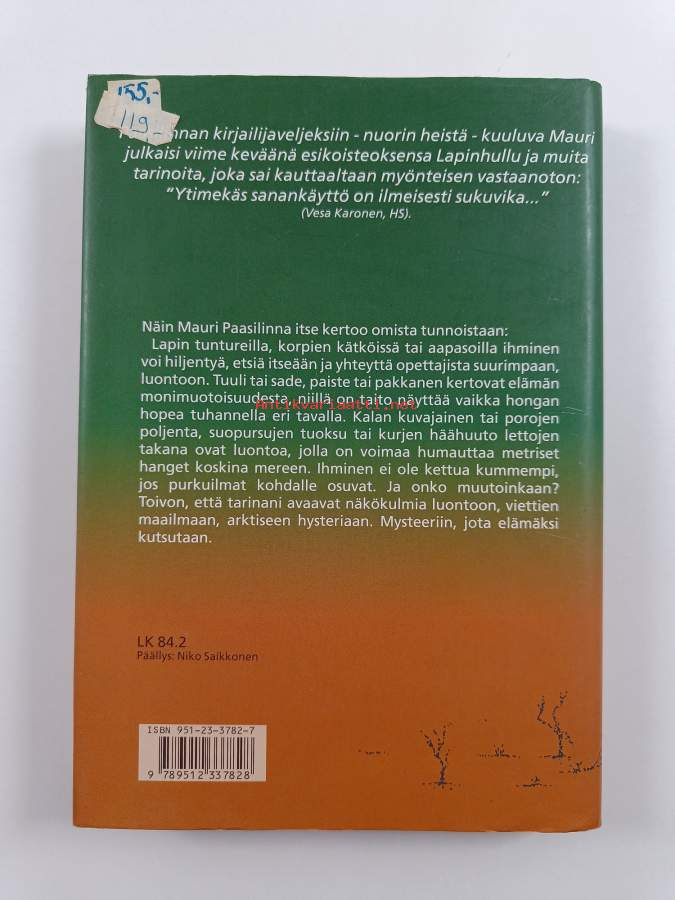 155,-
119,-
nnan kirjailijaveljeksiin - nuorin heistä - kuuluva Mauri
julkaisi viime keväänä esikoisteoksensa Lapinhullu ja muita
tarinoita, joka sai kauttaaltaan myönteisen vastaanoton:
"Ytimekäs sanankäyttö on ilmeisesti sukuvika..."
(Vesa Karonen, HS).
Näin Mauri Paasilinna itse kertoo omista tunnoistaan:
Lapin tuntureilla, korpien kätköissä tai aapasoilla ihminen
voi hiljentyä, etsiä itseään ja yhteyttä opettajista suurimpaan,
luontoon. Tuuli tai sade, paiste tai pakkanen kertovat elämän
monimuotoisuudesta, niillä on taito näyttää vaikka hongan
Antikvariaatti.net
hopea tuhannella eri tavalla. Kalan kuvajainen tai porojen
poljenta, suopursujen tuoksu tai kurjen häähuuto lettojen
takana ovat luontoa, jolla on voimaa humauttaa metriset
hanget koskina mereen. Ihminen ei ole kettua kummempi,
jos purkuilmat kohdalle osuvat. Ja onko muutoinkaan?
Toivon, että tarinani avaavat näkökulmia luontoon, viettien
maailmaan, arktiseen hysteriaan. Mysteeriin, jota elämäksi
kutsutaan.
LK 84.2
Päällys: Niko Saikkonen
ISBN 951-23-3782-7
9 789512 337828